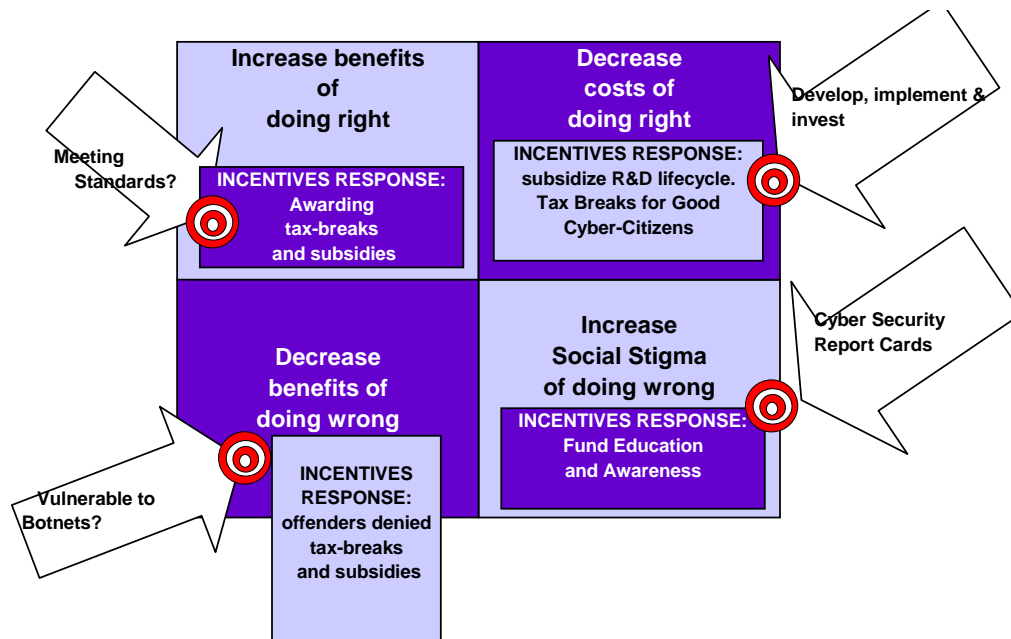 Increase benefits
of
doing right
Meeting
Standards?
INCENTIVES RESPONSE:
Awarding
tax-breaks
and subsidies
Decrease
costs of
doing right
INCENTIVES RESPONSE:
subsidize R&D lifecycle.
Tax Breaks for Good
Cyber-Citizens
Develop, implement &
invest
Decrease
benefits of
doing wrong
Vulnerable to
Botnets?
INCENTIVES
RESPONSE:
offenders denied
tax-breaks
and subsidies
Increase
Social Stigma
of doing wrong
INCENTIVES RESPONSE:
Fund Education
and Awareness
Cyber Security
Report Cards